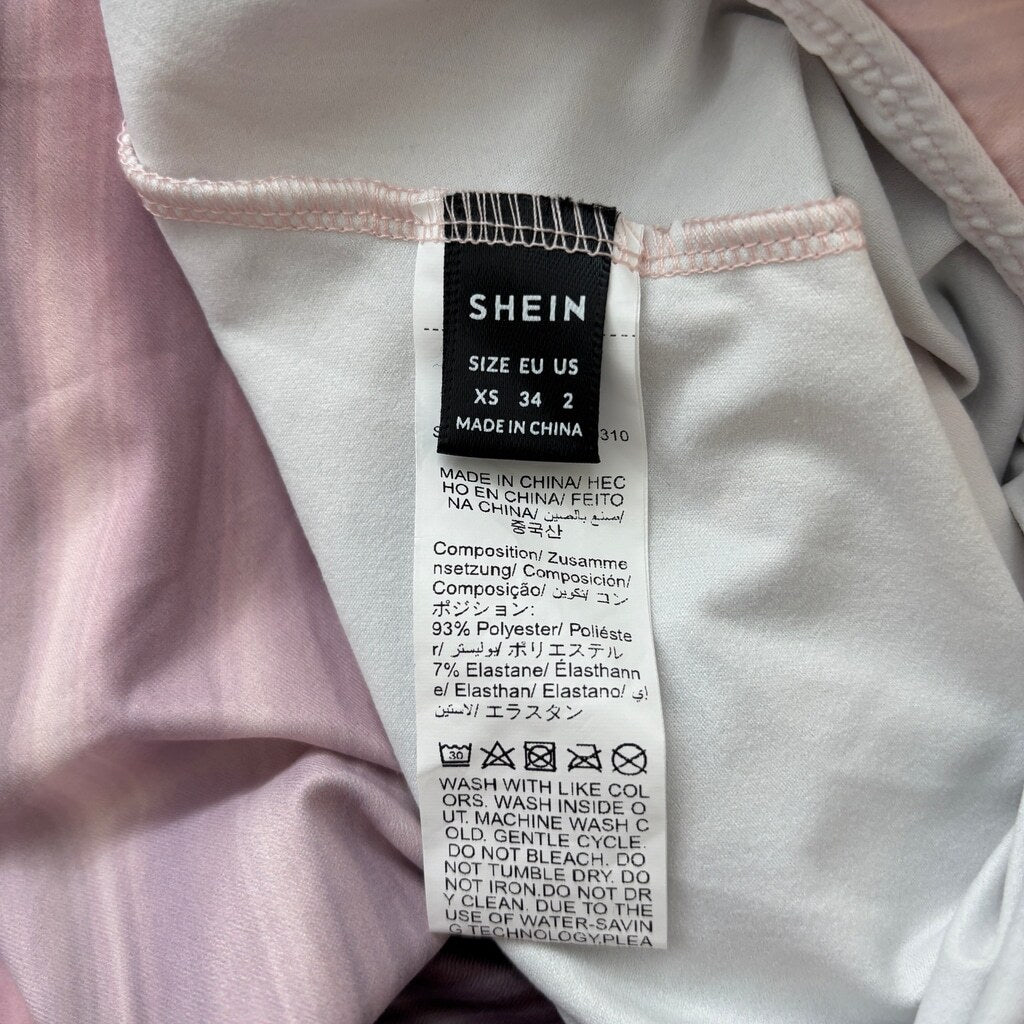 SHEIN
SIZE EU US
XS 34 2
MADE IN CHINA
310
MADE IN CHINA/ HEC
HO EN CHINA/ FEITO
NA CHINA/ صنع بالصين/
중국산
Composition/ Zusamme
nsetzung/ Composición/
Composição/ تكوين/ コン
ポジション:
93% Polyester/ Poliéste
r/ بوليستر/ ポリエステル
7% Elastane/ Élasthann
e/ Elasthan/ Elastano/ إي
لاستين/ エラスタン
30
WASH WITH LIKE COL
ORS. WASH INSIDE O
UT. MACHINE WASH C
OLD. GENTLE CYCLE.
DO NOT BLEACH. DO
NOT TUMBLE DRY. DO
NOT IRON.DO NOT DR
Y CLEAN. DUE TO THE
USE OF WATER-SAVIN
G TECHNOLOGY,PLEA